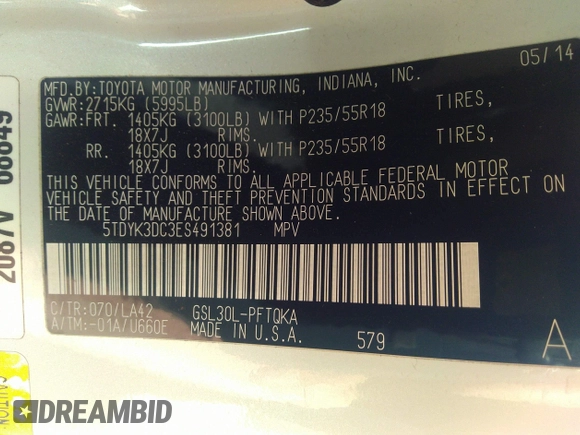 05/14
MFD.BY:TOYOTA MOTOR MANUFACTURING, INDIANA, INC.
GVWR:2715KG (5995LB)
GAWR:FRT. 1405KG (3100LB) WITH P235/55R18 TIRES,
18X7J RIMS.
RR. 1405KG (3100LB) WITH P235/55R18 TIRES,
18X7J RIMS.
THIS VEHICLE CONFORMS TO ALL APPLICABLE FEDERAL MOTOR
VEHICLE SAFETY AND THEFT PREVENTION STANDARDS IN EFFECT ON
THE DATE OF MANUFACTURE SHOWN ABOVE.
5TDYK3DC3ES491381 MPV
C/TR:070/LA42 GSL30L-PFTQKA
A/TM:-01A/U660E MADE IN U.S.A. 579 A
2087V
CAUTION
DREAMBID